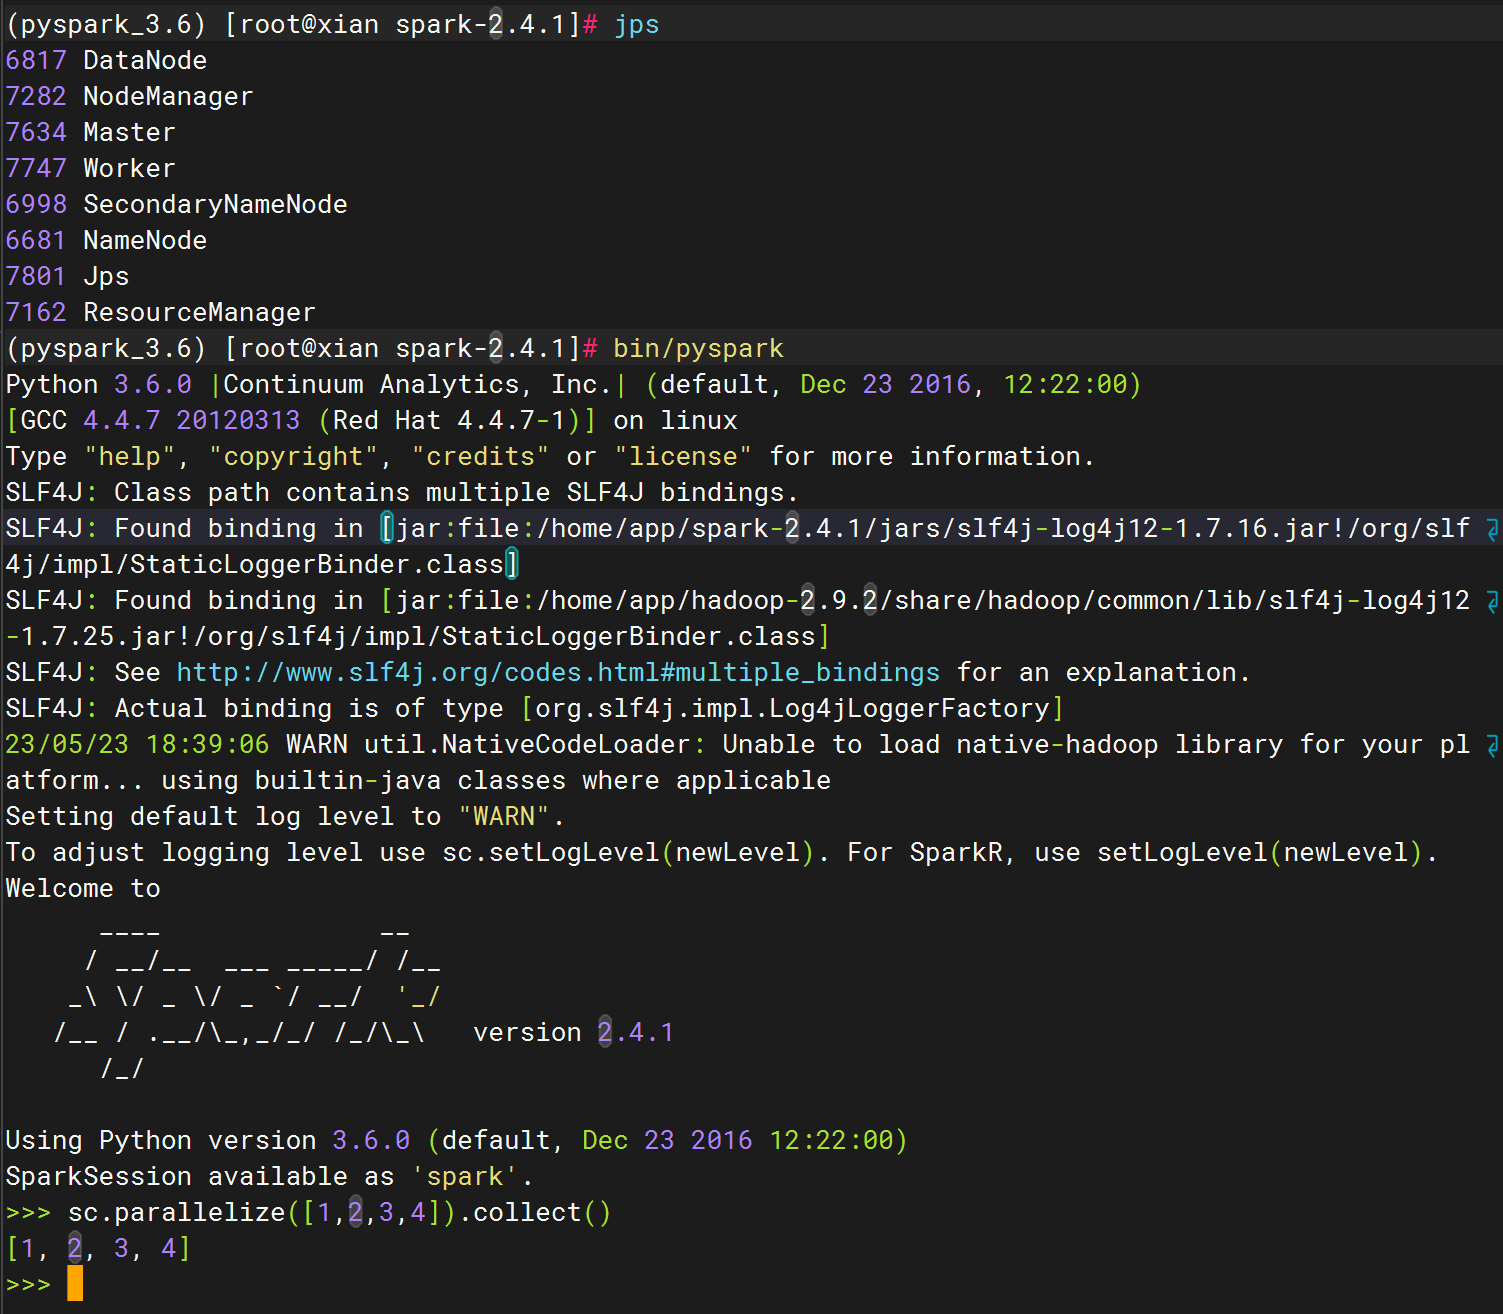 (pyspark_3.6) [root@xian spark-2.4.1]# jps
6817 DataNode
7282 NodeManager
7634 Master
7747 Worker
6998 SecondaryNameNode
6681 NameNode
7801 Jps
7162 ResourceManager
(pyspark_3.6) [root@xian spark-2.4.1]# bin/pyspark
Python 3.6.0 |Continuum Analytics, Inc.| (default, Dec 23 2016, 12:22:00)
[GCC 4.4.7 20120313 (Red Hat 4.4.7-1)] on linux
Type "help", "copyright", "credits" or "license" for more information.
SLF4J: Class path contains multiple SLF4J bindings.
SLF4J: Found binding in [jar:file:/home/app/spark-2.4.1/jars/slf4j-log4j12-1.7.16.jar!/org/slf
4j/impl/StaticLoggerBinder.class]
SLF4J: Found binding in [jar:file:/home/app/hadoop-2.9.2/share/hadoop/common/lib/slf4j-log4j12
-1.7.25.jar!/org/slf4j/impl/StaticLoggerBinder.class]
SLF4J: See http://www.slf4j.org/codes.html#multiple_bindings for an explanation.
SLF4J: Actual binding is of type [org.slf4j.impl.Log4jLoggerFactory]
23/05/23 18:39:06 WARN util.NativeCodeLoader: Unable to load native-hadoop library for your pl
atform... using builtin-java classes where applicable
Setting default log level to "WARN".
To adjust logging level use sc.setLogLevel(newLevel). For SparkR, use setLogLevel(newLevel).
Welcome to
      ____              __
     / __/__  ___ _____/ /__
    _\ \/ _ \/ _ `/ __/  '_/
   /__ / .__/\_,_/_/ /_/\_\   version 2.4.1
      /_/
Using Python version 3.6.0 (default, Dec 23 2016 12:22:00)
SparkSession available as 'spark'.
>>> sc.parallelize([1,2,3,4]).collect()
[1, 2, 3, 4]
>>>